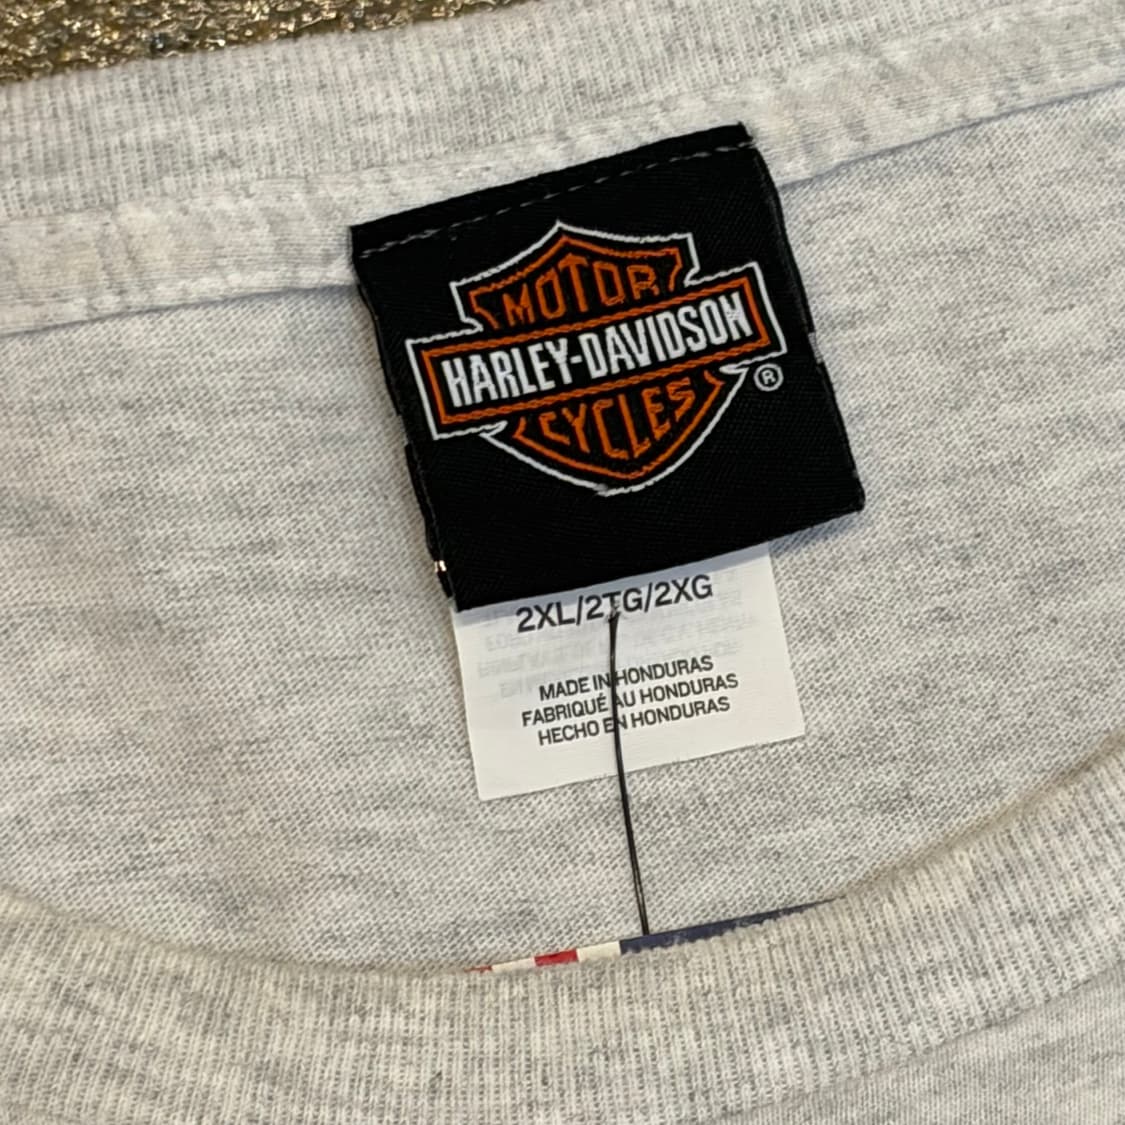 MOTOR
HARLEY-DAVIDSON
CYCLES
®
2XL/2TG/2XG
MADE IN HONDURAS
FABRIQUÉ AU HONDURAS
HECHO EN HONDURAS